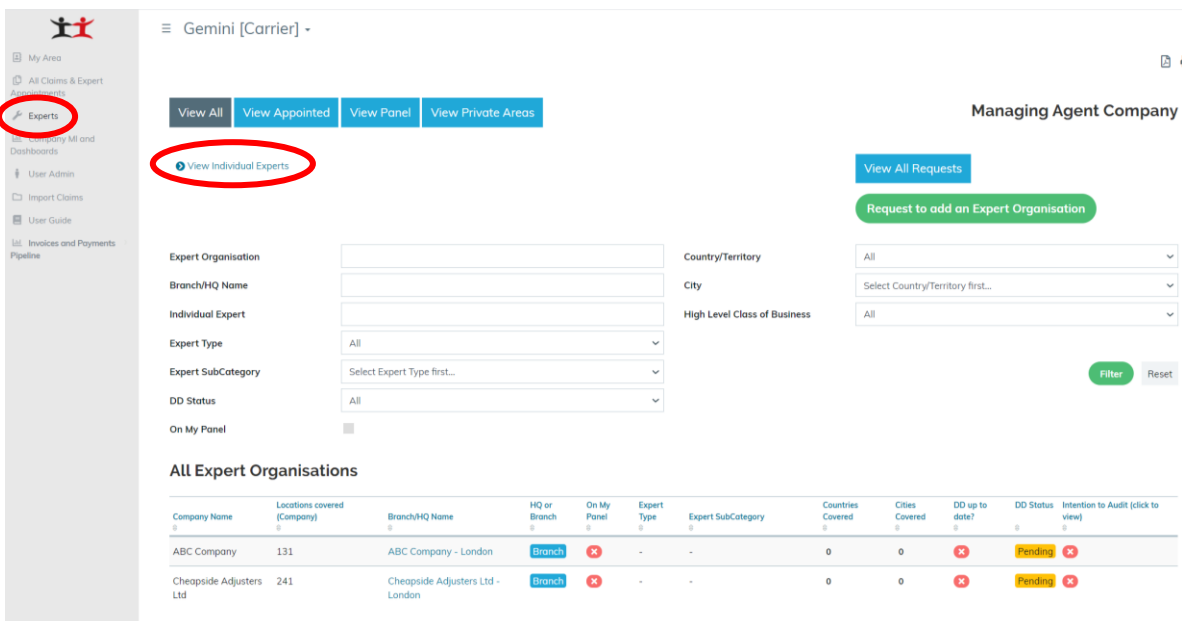 Gemini [Carrier]
My Area
All Claims & Expert
Appointments
Experts
Company MI and
Dashboards
User Admin
Import Claims
User Guide
Invoices and Payments
Pipeline
View All
View Appointed
View Panel
View Private Areas
Managing Agent Company
View Individual Experts
View All Requests
Request to add an Expert Organisation
Expert Organisation
Country/Territory All
Branch/HQ Name
City Select Country/Territory first...
Individual Expert
High Level Class of Business All
Expert Type All
Expert SubCategory Select Expert Type first...
Filter Reset
DD Status All
On My Panel
All Expert Organisations
Company Name
Locations covered
(Company)
Branch/HQ Name
HQ or
Branch
On My
Panel
Expert
Type
Expert SubCategory
Countries
Covered
Cities
Covered
DD up to
date?
DD Status
Intention to Audit (click to
view)
ABC Company 131 ABC Company - London Branch - - 0 0 Pending
Cheapside Adjusters
Ltd
241
Cheapside Adjusters Ltd -
London
Branch - - 0 0 Pending